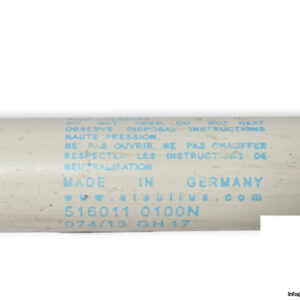 DO NOT OPEN, DO NOT HEAT
OBSERVE DISPOSAL INSTRUCTIONS
HAUTE PRESSION.
NE PAS OUVRIR, NE PAS CHAUFFER
RESPECTER LES INSTRUCTIONS DE
NEUTRALISATION
MADE IN GERMANY
www.stabilus.com
516011 0100N
074/13 GH 17